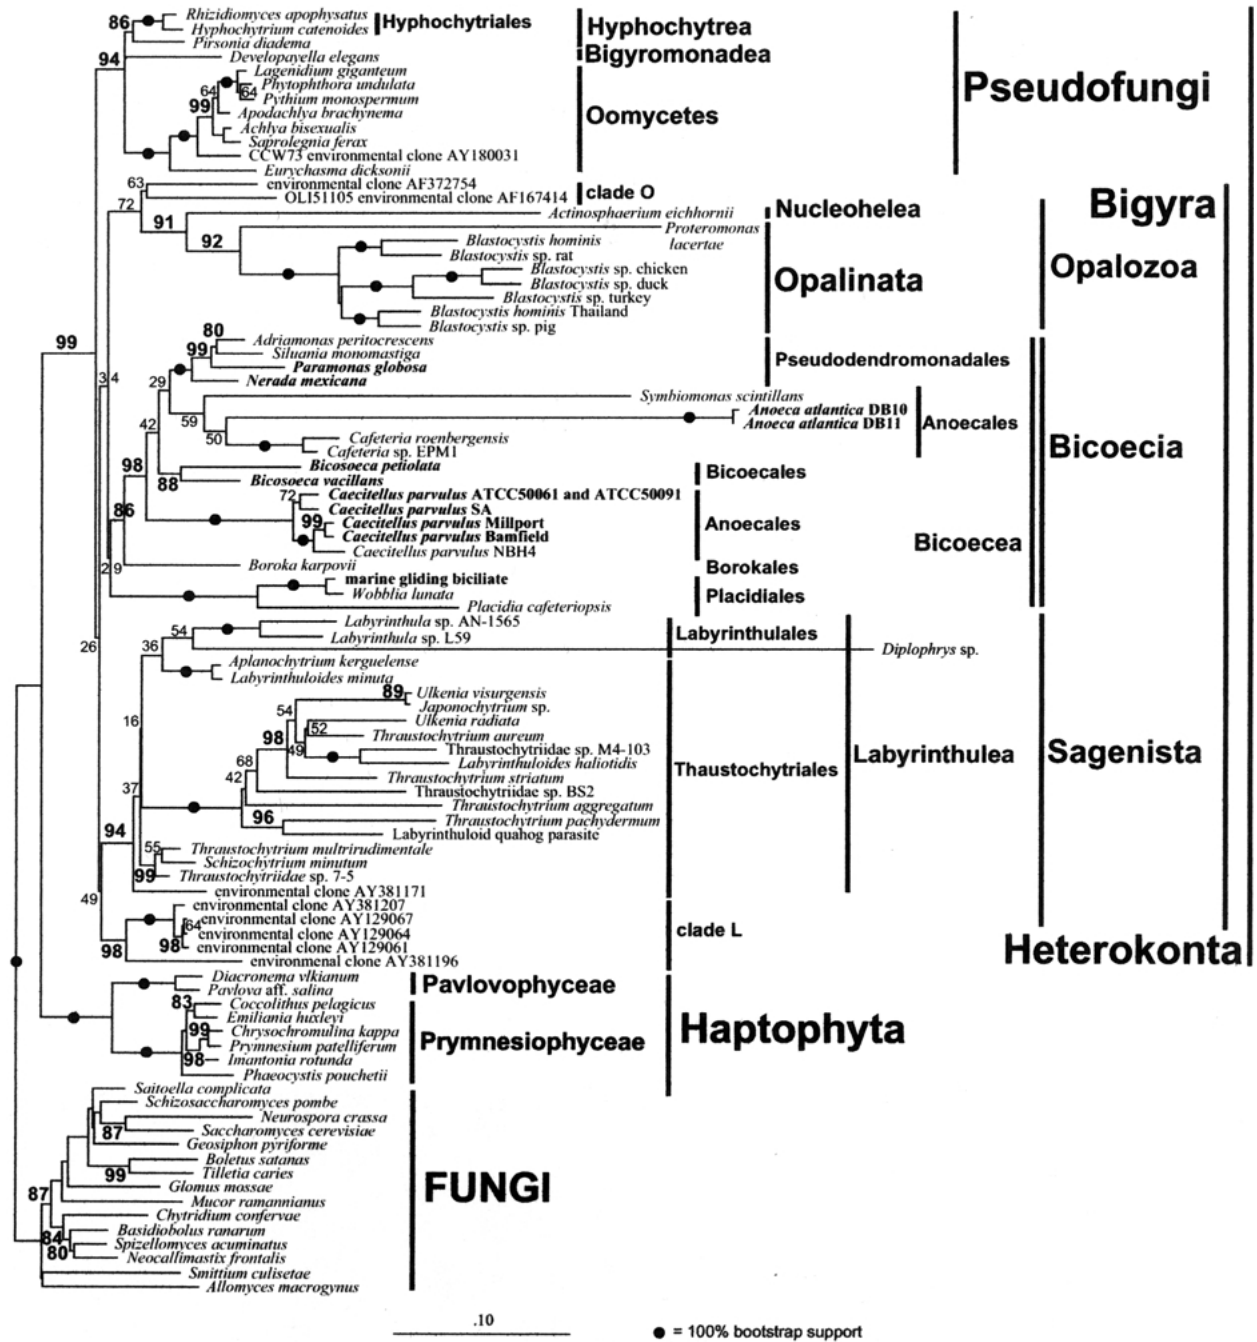 Rhizidiomyces apophysatus
86
Hyphochytrium catenoides
Hyphochytriales
Hyphochytrea
Pirsonia diadema
94
Developayella elegans
Bigyromonadea
Lagenidium giganteum
Phytophthora undulata
64
64
Pythium monospermum
Pseudofungi
99
Apodachlya brachynema
Oomycetes
Achlya bisexualis
Saprolegnia ferax
CCW73 environmental clone AY180031
Eurychasma dicksonii
63
environmental clone AF372754
OLI51105 environmental clone AF167414
clade O
72
Bigyra
Actinosphaerium eichhornii
Nucleohelea
91
Proteromonas
lacertae
92
Blastocystis hominis
Blastocystis sp. rat
Blastocystis sp. chicken
Opalozoa
Blastocystis sp. duck
Opalinata
Blastocystis sp. turkey
Blastocystis hominis Thailand
Blastocystis sp. pig
99
80
Adriamonas peritocrescens
99
Siluania monomastiga
Pseudodendromonadales
Paramonas globosa
34
29
Nerada mexicana
Symbiomonas scintillans
Anoeca atlantica DB10
59
Anoeca atlantica DB11
Anoecales
42
50
Cafeteria roenbergensis
Cafeteria sp. EPM1
Bicoecia
98
Bicosoeca petiolata
Bicoecales
88
Bicosoeca vacillans
72
Caecitellus parvulus ATCC50061 and ATCC50091
86
Caecitellus parvulus SA
99
Caecitellus parvulus Millport
Anoecales
Caecitellus parvulus Bamfield
Bicoecea
Caecitellus parvulus NBH4
29
Boroka karpovii
Borokales
marine gliding biciliate
Wobblia lunata
Placidiales
Placidia cafeteriopsis
Labyrinthula sp. AN-1565
54
Labyrinthula sp. L59
Labyrinthulales
26
36
Diplophrys sp.
Aplanochytrium kerguelense
Labyrinthuloides minuta
89
Ulkenia visurgensis
Japonochytrium sp.
54
16
Ulkenia radiata
52
98
Thraustochytrium aureum
49
Thraustochytriidae sp. M4-103
Labyrinthulea
Sagenista
68
Labyrinthuloides haliotidis
Thaustochytriales
42
Thraustochytrium striatum
37
Thraustochytriidae sp. BS2
Thraustochytrium aggregatum
96
Thraustochytrium pachydermum
94
Labyrinthuloid quahog parasite
55
Thraustochytrium multrirudimentale
Schizochytrium minutum
99
Thraustochytriidae sp. 7-5
49
environmental clone AY381171
environmental clone AY381207
64
environmental clone AY129067
environmental clone AY129064
clade L
98
98
environmental clone AY129061
Heterokonta
environmenal clone AY381196
Diacronema vlkianum
Pavlova aff. salina
Pavlovophyceae
83
Coccolithus pelagicus
Emiliania huxleyi
99
Chrysochromulina kappa
Haptophyta
Prymnesium patelliferum
Prymnesiophyceae
98
Imantonia rotunda
Phaeocystis pouchetii
Saitoella complicata
Schizosaccharomyces pombe
Neurospora crassa
87
Saccharomyces cerevisiae
Geosiphon pyriforme
Boletus satanas
99
Tilletia caries
Glomus mossae
FUNGI
87
Mucor ramannianus
Chytridium confervae
Basidiobolus ranarum
84
Spizellomyces acuminatus
80
Neocallimastix frontalis
Smittium culisetae
Allomyces macrogynus
.10
= 100% bootstrap support